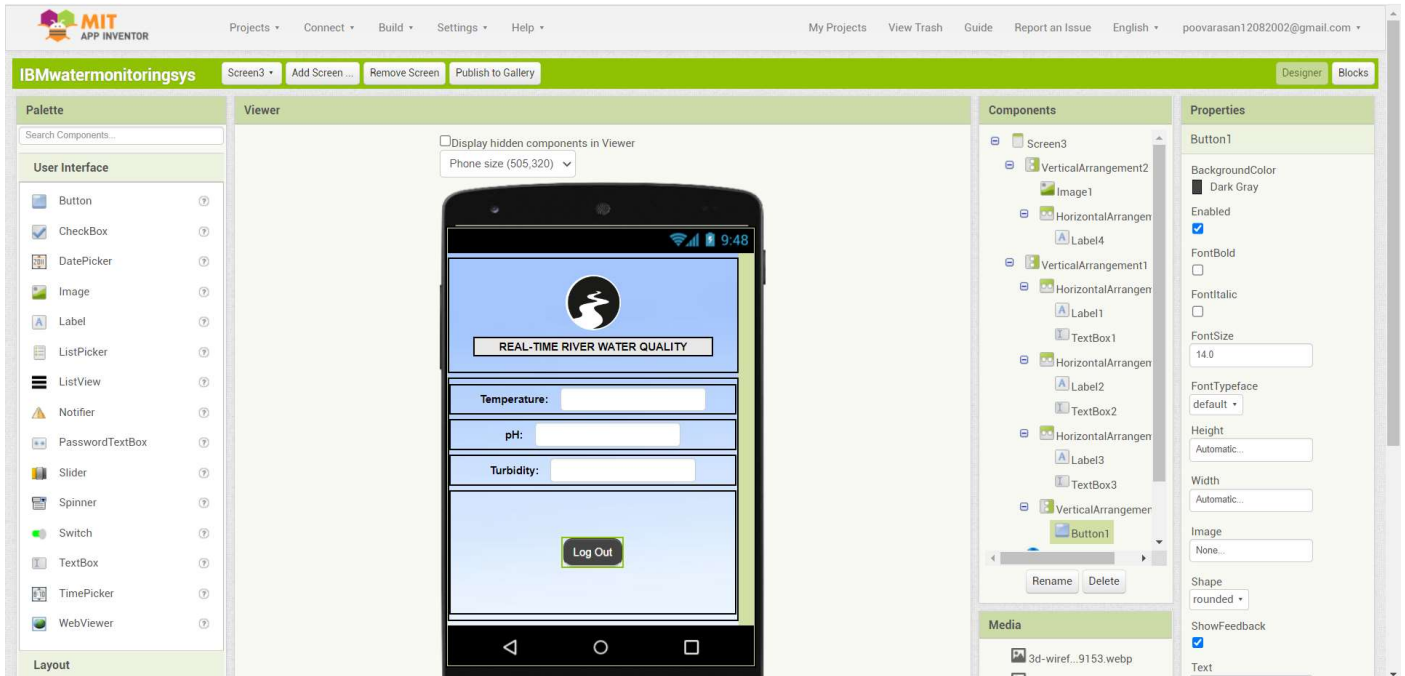 MIT
APP INVENTOR
Projects Connect Build Settings Help My Projects View Trash Guide Report an Issue English poovarasan12082002@gmail.com
IBMwatermonitoringsys Screen3 Add Screen ... Remove Screen Publish to Gallery Designer Blocks
Palette
Search Components...
User Interface
Button
CheckBox
DatePicker
Image
Label
ListPicker
ListView
Notifier
PasswordTextBox
Slider
Spinner
Switch
TextBox
TimePicker
WebViewer
Layout
Viewer
Display hidden components in Viewer
Phone size (505,320)
9:48
REAL-TIME RIVER WATER QUALITY
Temperature:
pH:
Turbidity:
Log Out
Components
Screen3
VerticalArrangement2
Image1
HorizontalArrangem
Label4
VerticalArrangement1
HorizontalArrangem
Label1
TextBox1
HorizontalArrangem
Label2
TextBox2
HorizontalArrangem
Label3
TextBox3
VerticalArrangemen
Button1
Rename Delete
Media
3d-wiref...9153.webp
Properties
Button1
BackgroundColor
Dark Gray
Enabled
FontBold
FontItalic
FontSize
14.0
FontTypeface
default
Height
Automatic...
Width
Automatic...
Image
None...
Shape
rounded
ShowFeedback
Text